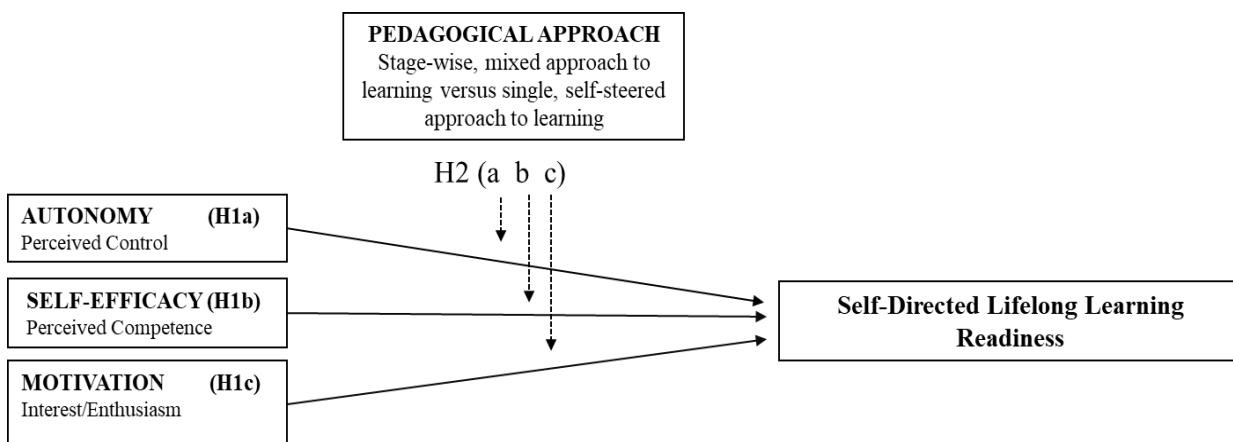 PEDAGOGICAL APPROACH
Stage-wise, mixed approach to
learning versus single, self-steered
approach to learning
H2 (a b c)
AUTONOMY (H1a)
Perceived Control
SELF-EFFICACY (H1b)
Perceived Competence
MOTIVATION (H1c)
Interest/Enthusiasm
Self-Directed Lifelong Learning
Readiness